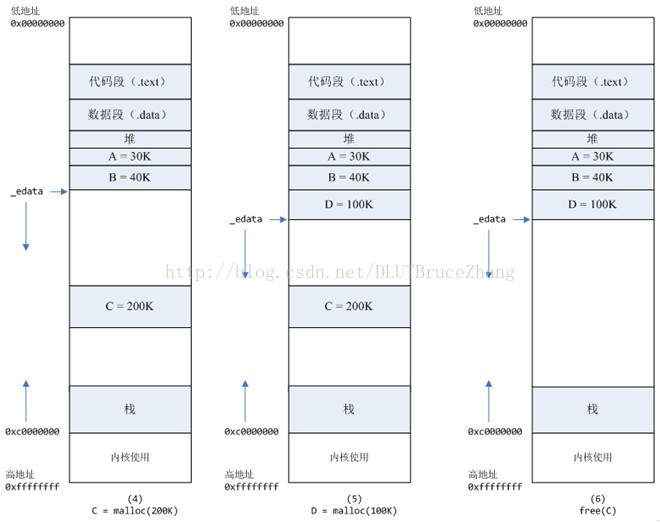 低地址
0x00000000
代码段（.text）
数据段（.data）
堆
A = 30K
B = 40K
_edata
C = 200K
栈
0xc0000000
内核使用
高地址
0xffffffff
(4)
C = malloc(200K)
低地址
0x00000000
代码段（.text）
数据段（.data）
堆
A = 30K
B = 40K
D = 100K
_edata
C = 200K
栈
0xc0000000
内核使用
高地址
0xffffffff
(5)
D = malloc(100K)
低地址
0x00000000
代码段（.text）
数据段（.data）
堆
A = 30K
B = 40K
D = 100K
_edata
栈
0xc0000000
内核使用
高地址
0xffffffff
(6)
free(C)
http://blog.csdn.net/DLUTBruceZhang